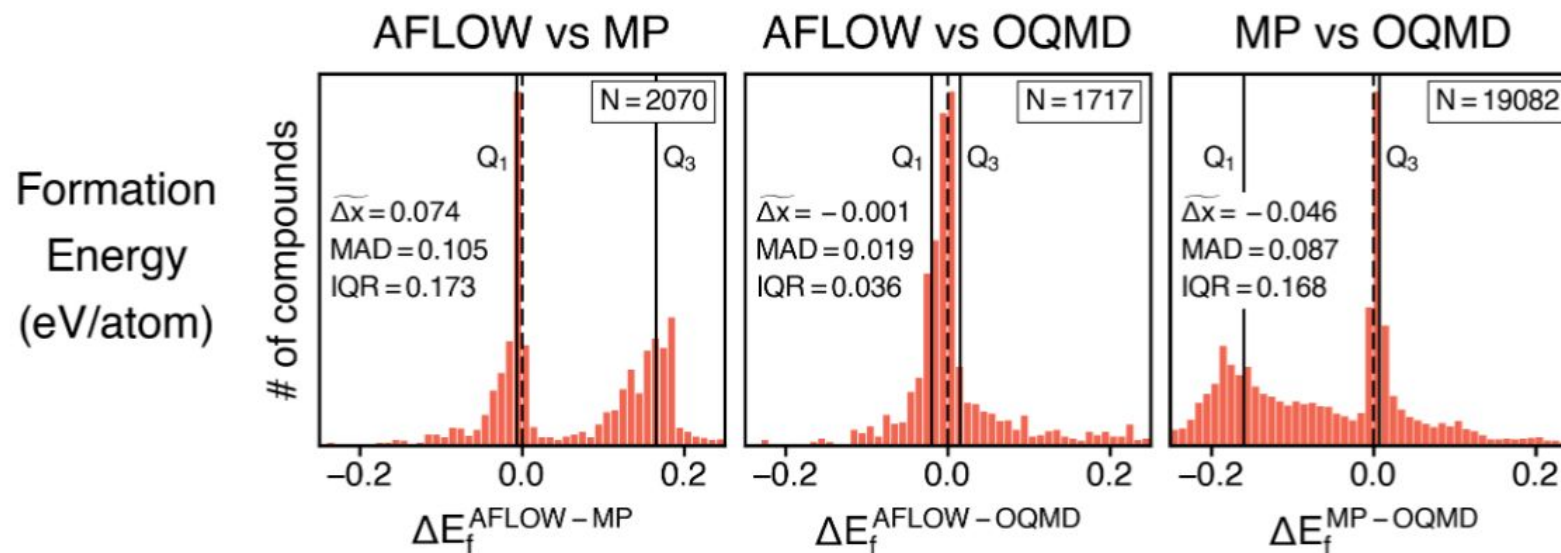 AFLOW vs MP
AFLOW vs OQMD
MP vs OQMD
Formation
Energy
(eV/atom)
# of compounds
N = 2070
Q₁
Q₃
Δx̃ = 0.074
MAD = 0.105
IQR = 0.173
−0.2 0.0 0.2
ΔE_f^{AFLOW − MP}
N = 1717
Q₁
Q₃
Δx̃ = −0.001
MAD = 0.019
IQR = 0.036
−0.2 0.0 0.2
ΔE_f^{AFLOW − OQMD}
N = 19082
Q₁
Q₃
Δx̃ = −0.046
MAD = 0.087
IQR = 0.168
−0.2 0.0 0.2
ΔE_f^{MP − OQMD}